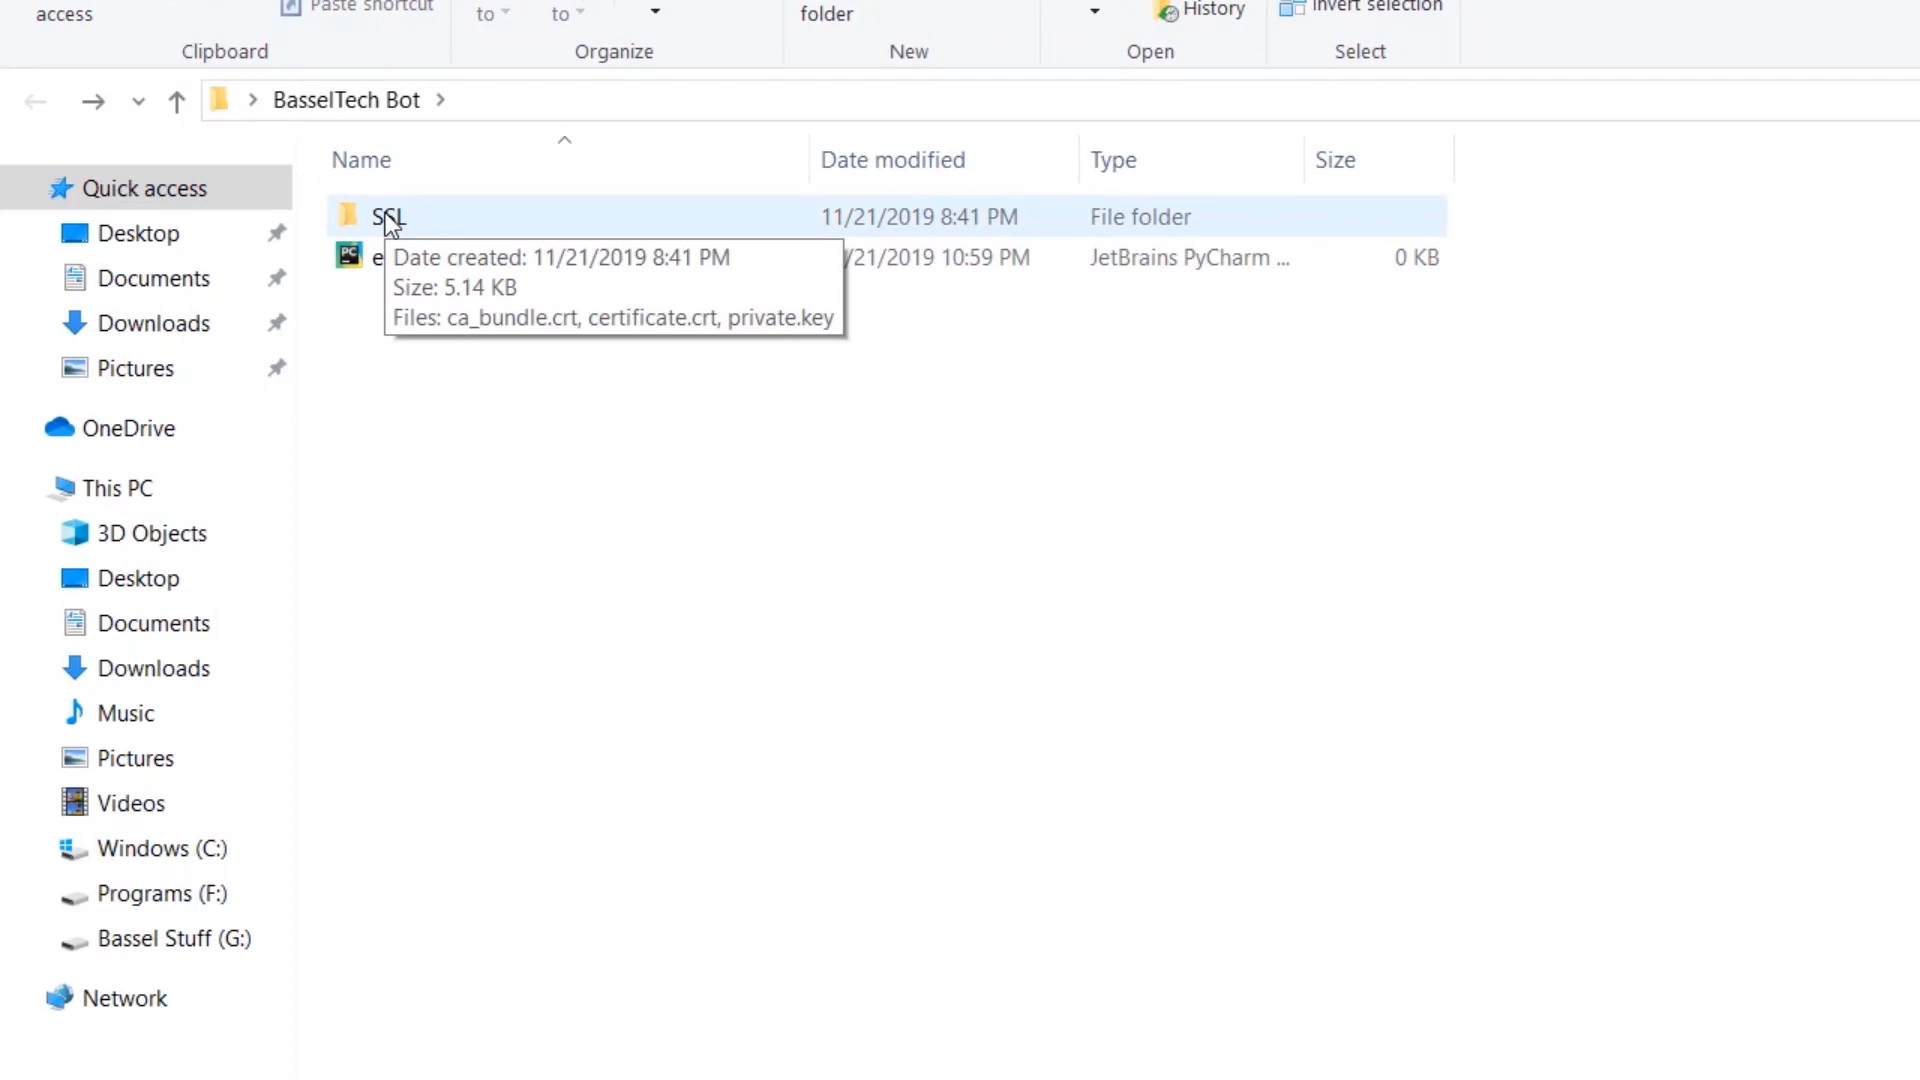 access
Paste shortcut
to
to
folder
History
Invert selection
Clipboard
Organize
New
Open
Select
BasselTech Bot
Name
Date modified
Type
Size
Quick access
SSL
11/21/2019 8:41 PM
File folder
Desktop
e
/21/2019 10:59 PM
JetBrains PyCharm ...
0 KB
Date created: 11/21/2019 8:41 PM
Size: 5.14 KB
Files: ca_bundle.crt, certificate.crt, private.key
Documents
Downloads
Pictures
OneDrive
This PC
3D Objects
Desktop
Documents
Downloads
Music
Pictures
Videos
Windows (C:)
Programs (F:)
Bassel Stuff (G:)
Network